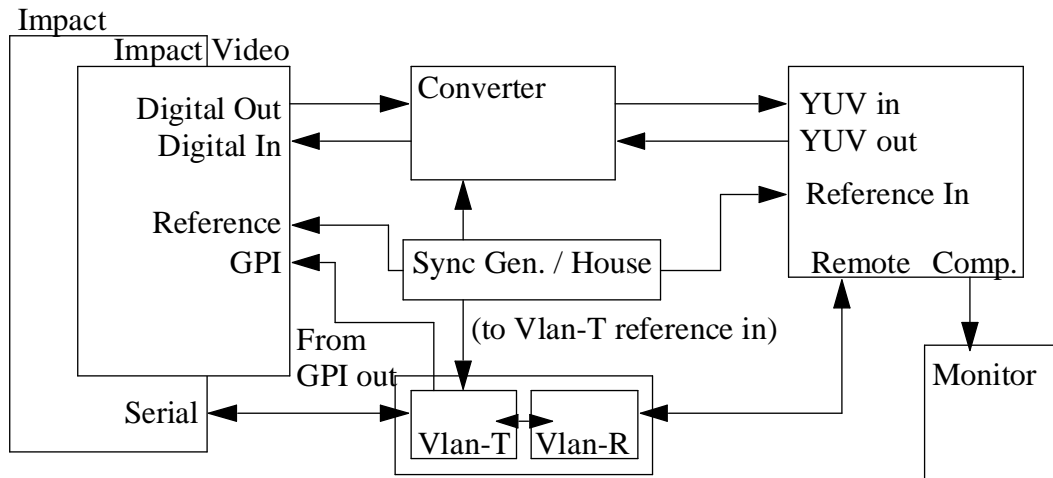 Impact
Impact Video
Converter
Digital Out
YUV in
Digital In
YUV out
Reference In
Reference
GPI
Sync Gen. / House
Remote
Comp.
(to Vlan-T reference in)
From
GPI out
Monitor
Serial
Vlan-T
Vlan-R